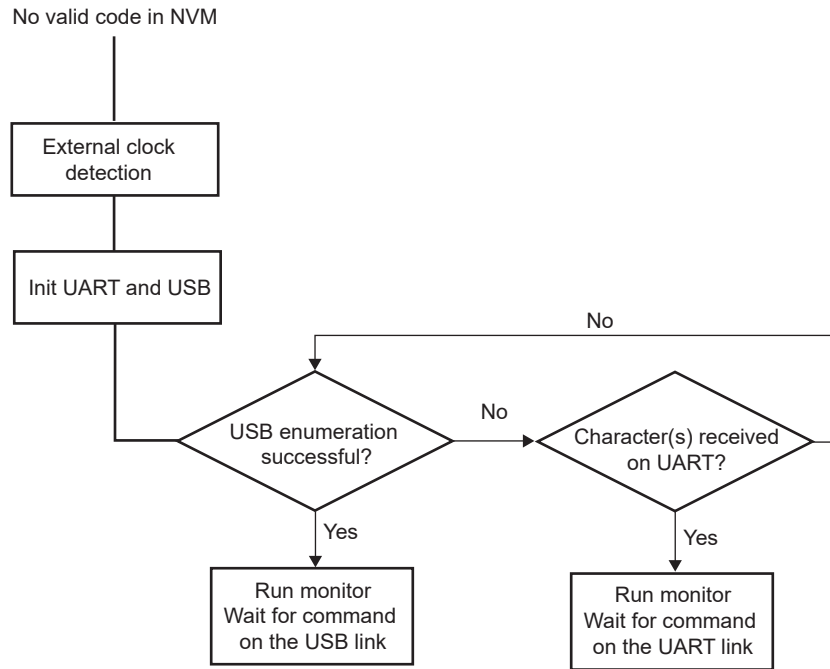 No valid code in NVM
External clock
detection
Init UART and USB
No
USB enumeration
successful?
No
Character(s) received
on UART?
Yes
Yes
Run monitor
Wait for command
on the USB link
Run monitor
Wait for command
on the UART link